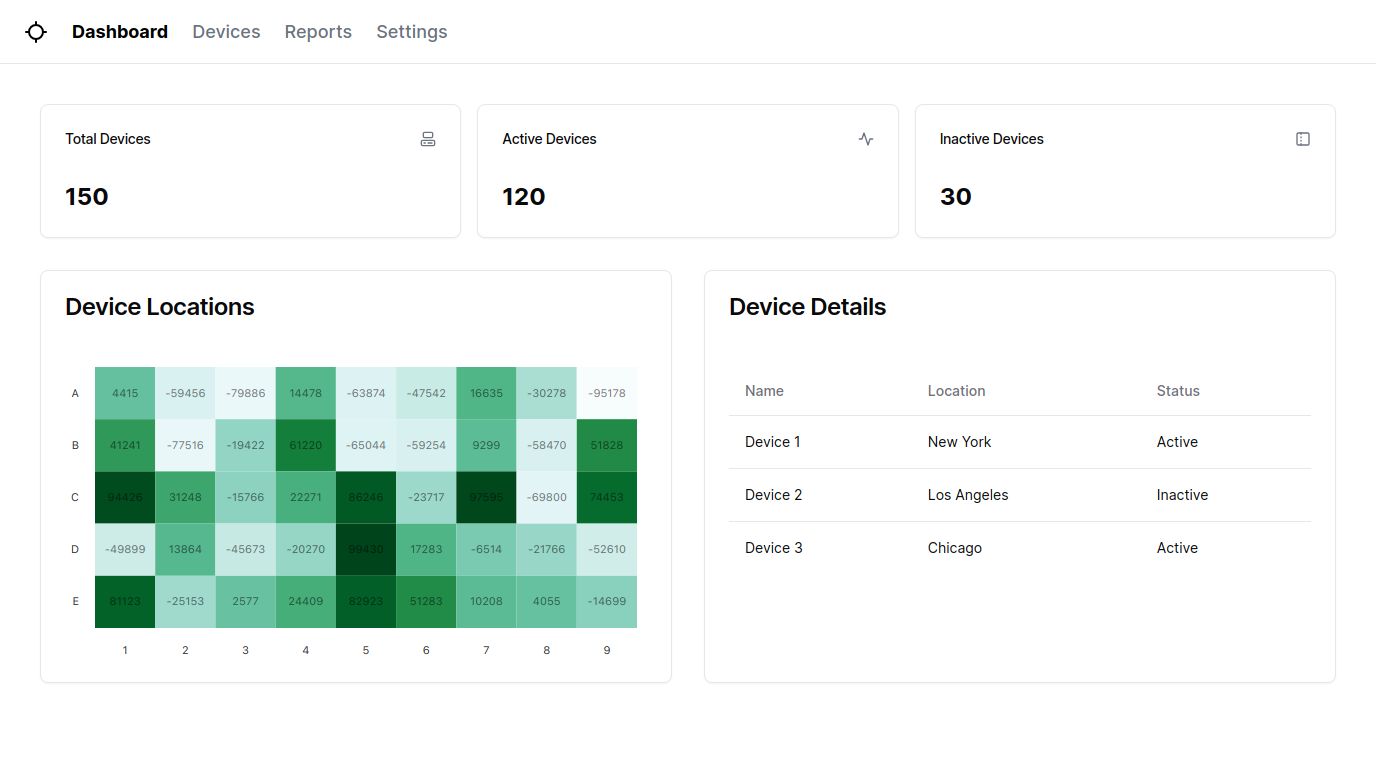 Dashboard Devices Reports Settings
Total Devices
150
Active Devices
120
Inactive Devices
30
Device Locations
A 4415 -59456 -79886 14478 -63874 -47542 16635 -30278 -95178
B 41241 -77516 -19422 61220 -65044 -59254 9299 -58470 51828
C 94426 31248 -15766 22271 86246 -23717 97595 -69800 74453
D -49899 13864 -45673 -20270 99430 17283 -6514 -21766 -52610
E 81123 -25153 2577 24409 82923 51283 10208 4055 -14699
1 2 3 4 5 6 7 8 9
Device Details
Name Location Status
Device 1 New York Active
Device 2 Los Angeles Inactive
Device 3 Chicago Active